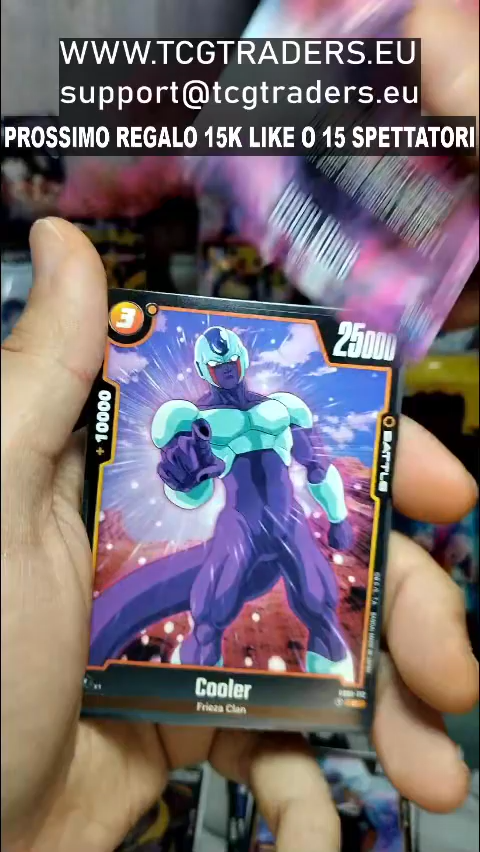 WWW.TCGTRADERS.EU
support@tcgtraders.eu
PROSSIMO REGALO 15K LIKE O 15 SPETTATORI
3
25000
+10000
BATTLE
Cooler
Frieza Clan